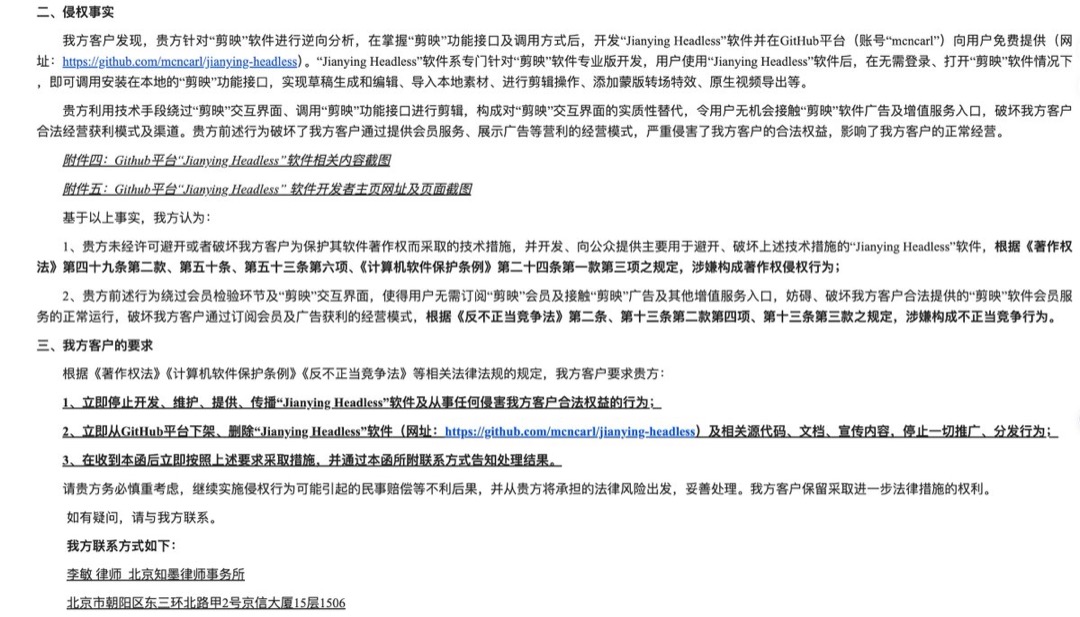 二、侵权事实
我方客户发现，贵方针对“剪映”软件进行逆向分析，在掌握“剪映”功能接口及调用方式后，开发“Jianying Headless”软件并在GitHub平台（账号“mcncarl”）向用户免费提供（网
址：https://github.com/mcncarl/jianying-headless）。“Jianying Headless”软件系专门针对“剪映”软件专业版开发，用户使用“Jianying Headless”软件后，在无需登录、打开“剪映”软件情况下
，即可调用安装在本地的“剪映”功能接口，实现草稿生成和编辑、导入本地素材、进行剪辑操作、添加蒙版转场特效、原生视频导出等。
贵方利用技术手段绕过“剪映”交互界面、调用“剪映”功能接口进行剪辑，构成对“剪映”交互界面的实质性替代，令用户无机会接触“剪映”软件广告及增值服务入口，破坏我方客户
合法经营获利模式及渠道。贵方前述行为破坏了我方客户通过提供会员服务、展示广告等营利的经营模式，严重侵害了我方客户的合法权益，影响了我方客户的正常经营。
附件四：Github平台“Jianying Headless”软件相关内容截图
附件五：Github平台“Jianying Headless” 软件开发者主页网址及页面截图
基于以上事实，我方认为：
1、贵方未经许可避开或者破坏我方客户为保护其软件著作权而采取的技术措施，并开发、向公众提供主要用于避开、破坏上述技术措施的“Jianying Headless”软件，根据《著作权
法》第四十九条第二款、第五十条、第五十三条第六项、《计算机软件保护条例》第二十四条第一款第三项之规定，涉嫌构成著作权侵权行为；
2、贵方前述行为绕过会员检验环节及“剪映”交互界面，使得用户无需订阅“剪映”会员及接触“剪映”广告及其他增值服务入口，妨碍、破坏我方客户合法提供的“剪映”软件会员服
务的正常运行，破坏我方客户通过订阅会员及广告获利的经营模式，根据《反不正当竞争法》第二条、第十三条第二款第四项、第十三条第三款之规定，涉嫌构成不正当竞争行为。
三、我方客户的要求
根据《著作权法》《计算机软件保护条例》《反不正当竞争法》等相关法律法规的规定，我方客户要求贵方：
1、立即停止开发、维护、提供、传播“Jianying Headless”软件及从事任何侵害我方客户合法权益的行为；
2、立即从GitHub平台下架、删除“Jianying Headless”软件（网址：https://github.com/mcncarl/jianying-headless）及相关源代码、文档、宣传内容，停止一切推广、分发行为；
3、在收到本函后立即按照上述要求采取措施，并通过本函所附联系方式告知处理结果。
请贵方务必慎重考虑，继续实施侵权行为可能引起的民事赔偿等不利后果，并从贵方将承担的法律风险出发，妥善处理。我方客户保留采取进一步法律措施的权利。
如有疑问，请与我方联系。
我方联系方式如下：
李敏 律师 北京知墨律师事务所
北京市朝阳区东三环北路甲2号京信大厦15层1506